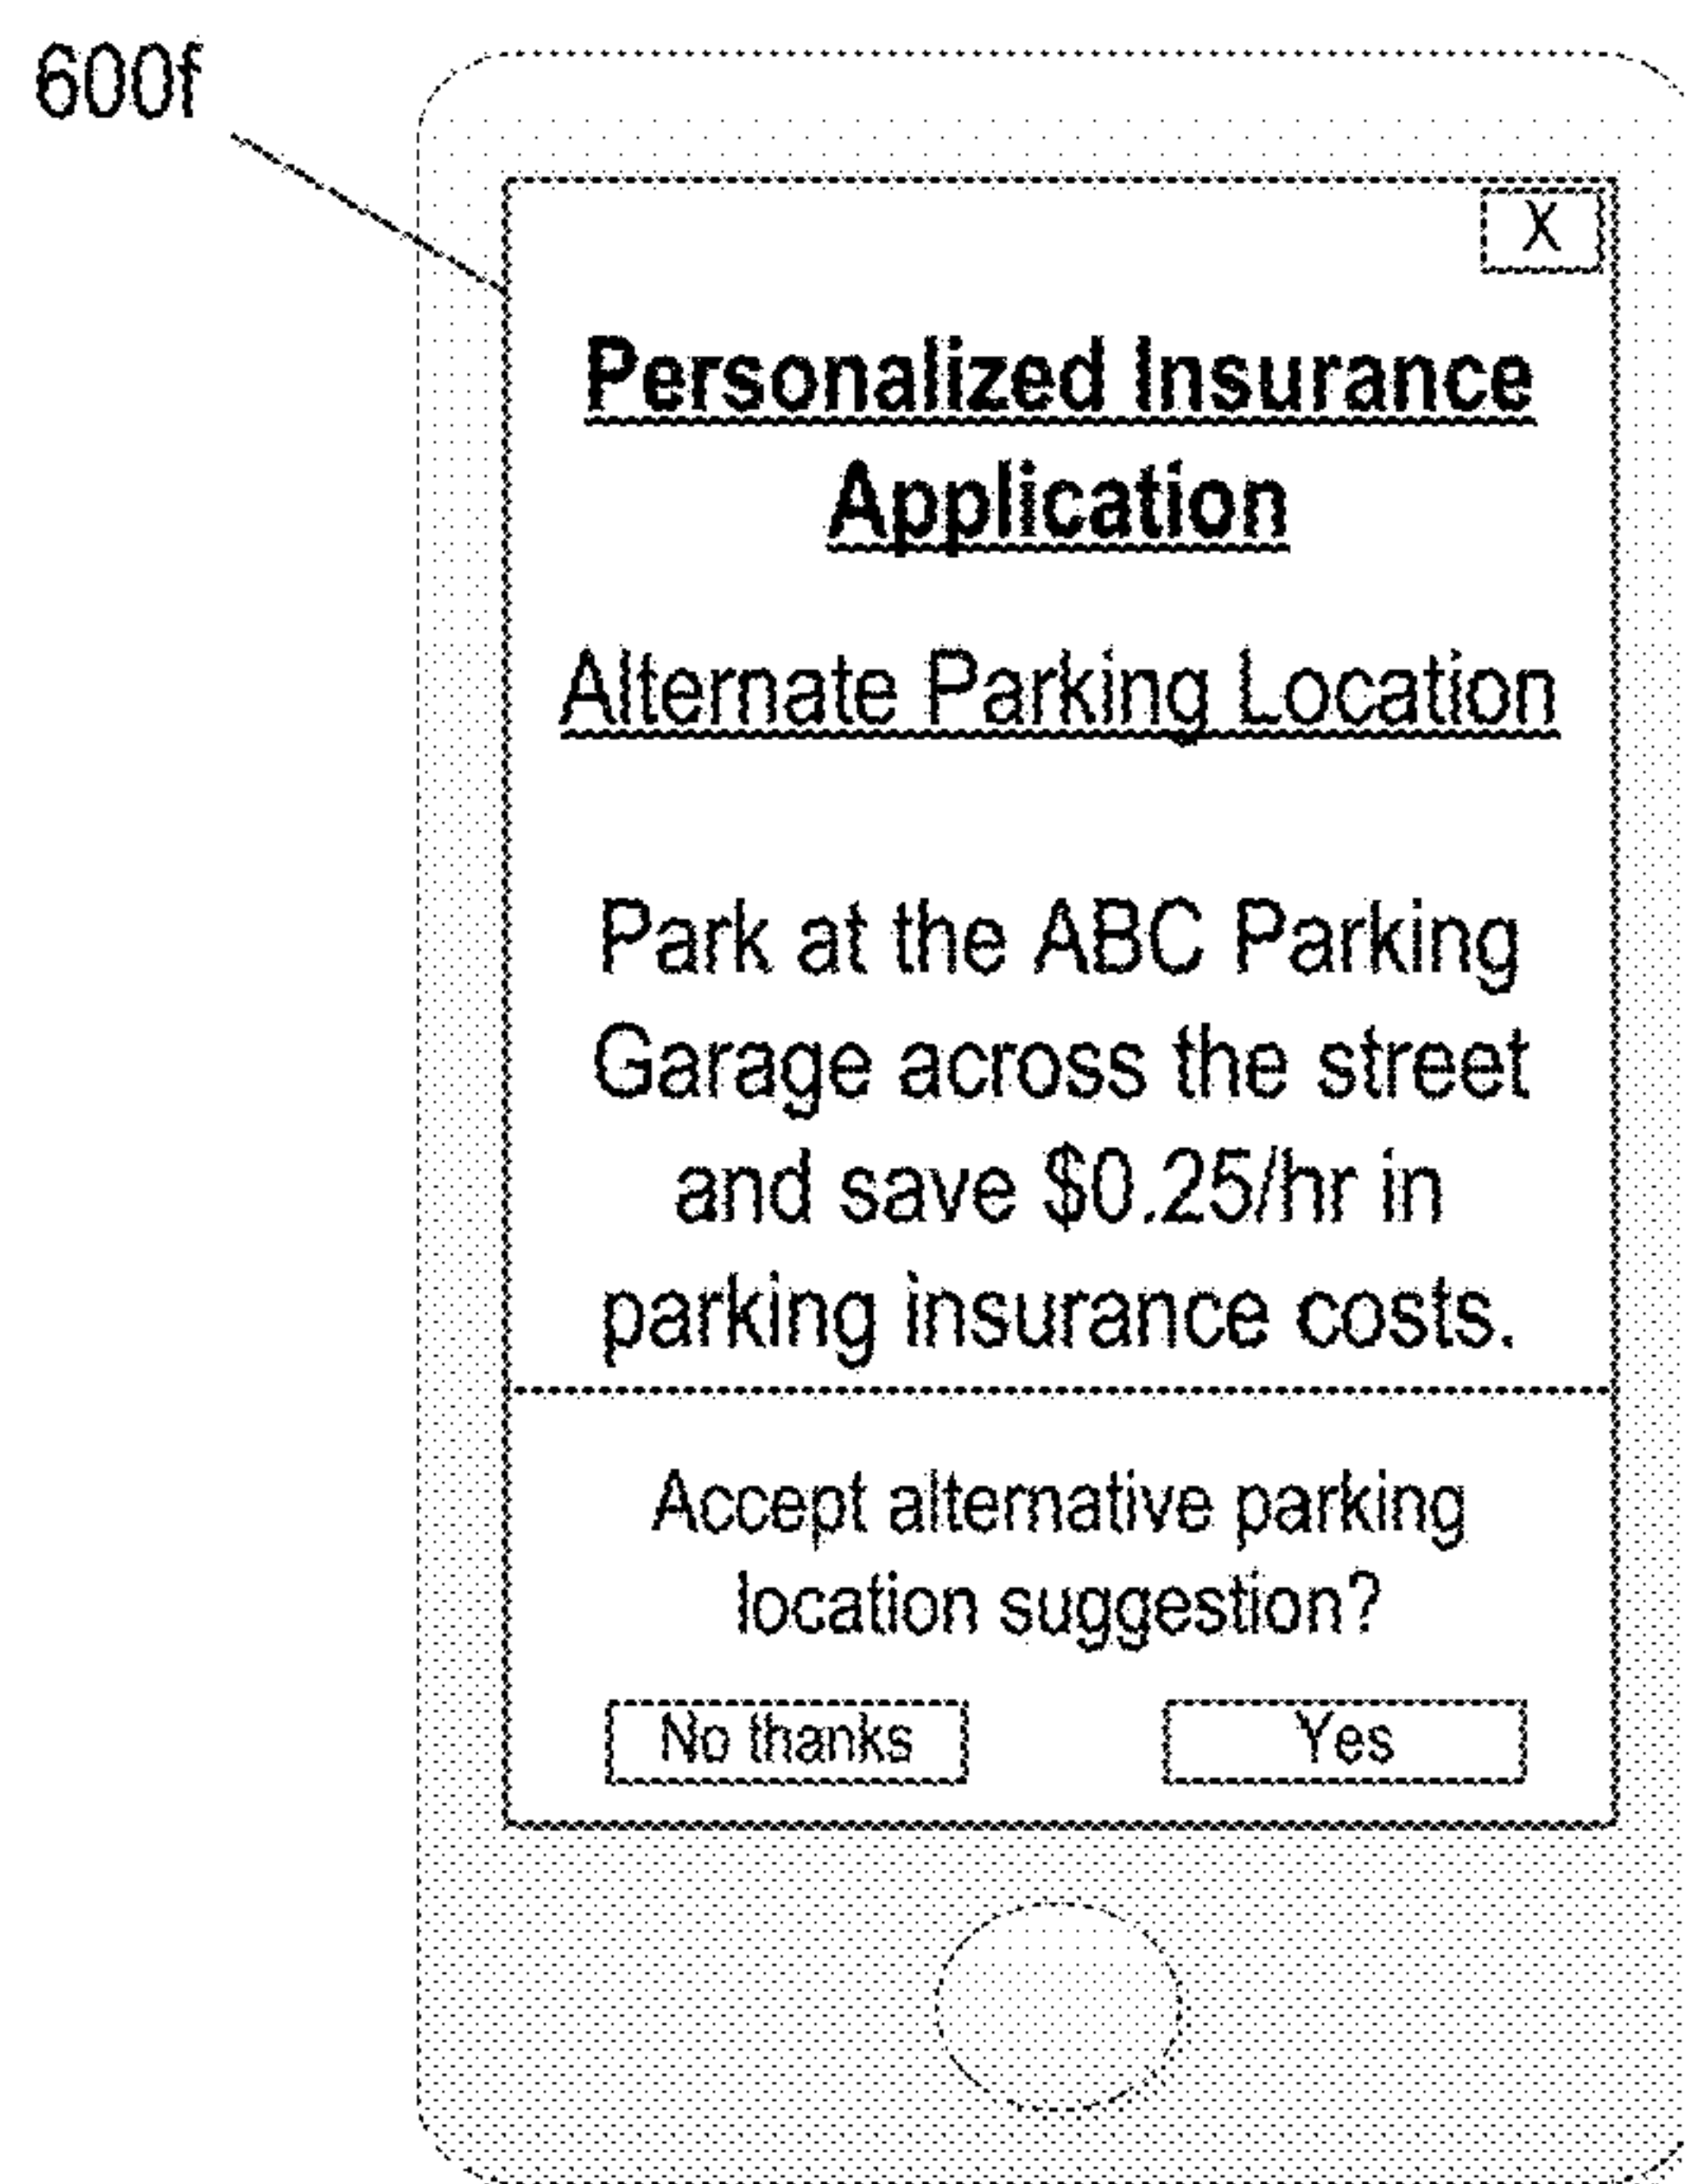 600f
X
Personalized Insurance
Application
Alternate Parking Location
Park at the ABC Parking
Garage across the street
and save $0.25/hr in
parking insurance costs.
Accept alternative parking
location suggestion?
No thanks
Yes